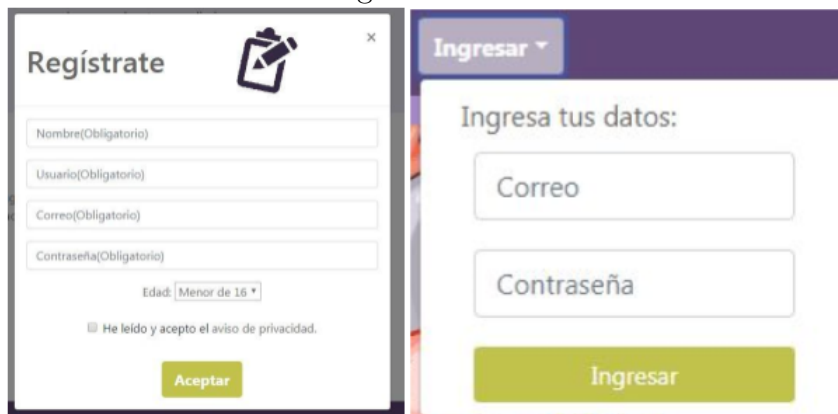 Regístrate
×
Nombre(Obligatorio)
Usuario(Obligatorio)
Correo(Obligatorio)
Contraseña(Obligatorio)
Edad: Menor de 16
He leído y acepto el aviso de privacidad.
Aceptar
Ingresar
Ingresa tus datos:
Correo
Contraseña
Ingresar